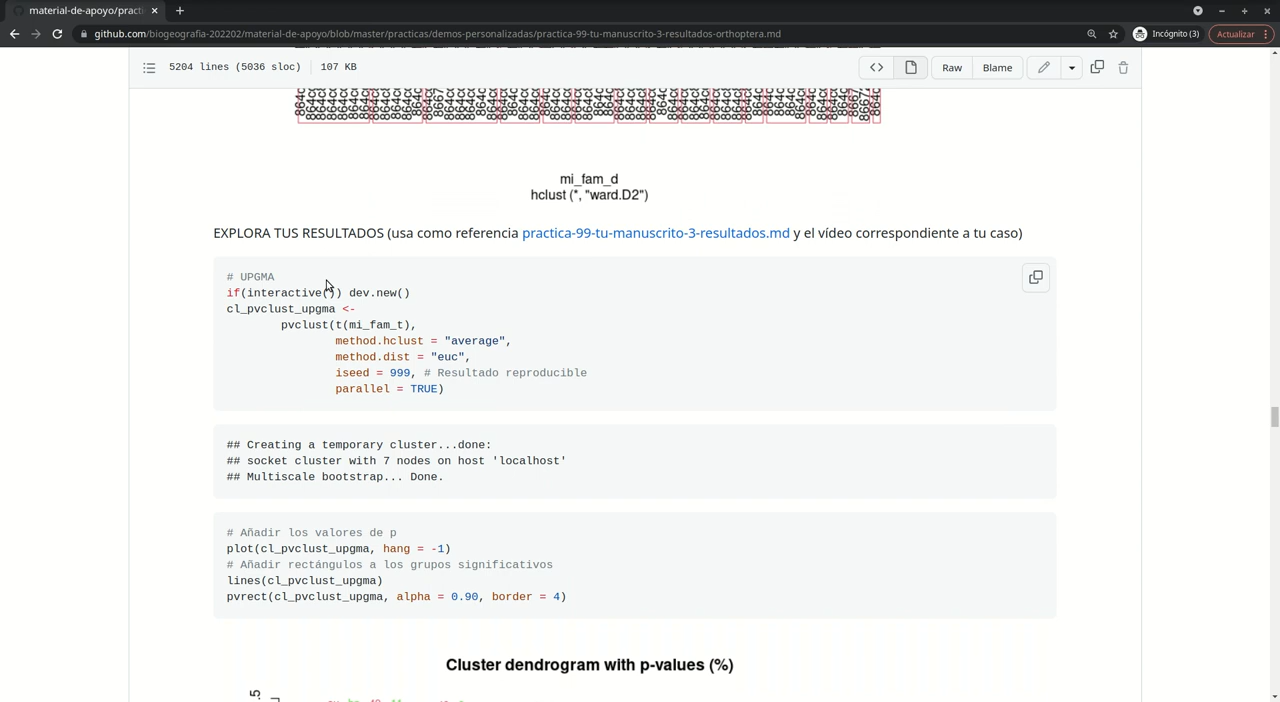 material-de-apoyo/pract
github.com/biogeografia-202202/material-de-apoyo/blob/master/practicas/demos-personalizadas/practica-99-tu-manuscrito-3-resultados-orthoptera.md
Incógnito (3)
Actualizar
5204 lines (5036 sloc)
107 KB
Raw
Blame
mi_fam_d
hclust (*, "ward.D2")
EXPLORA TUS RESULTADOS (usa como referencia practica-99-tu-manuscrito-3-resultados.md y el vídeo correspondiente a tu caso)
# UPGMA
if(interactive()) dev.new()
cl_pvclust_upgma <-
pvclust(t(mi_fam_t),
method.hclust = "average",
method.dist = "euc",
iseed = 999, # Resultado reproducible
parallel = TRUE)
## Creating a temporary cluster...done:
## socket cluster with 7 nodes on host 'localhost'
## Multiscale bootstrap... Done.
# Añadir los valores de p
plot(cl_pvclust_upgma, hang = -1)
# Añadir rectángulos a los grupos significativos
lines(cl_pvclust_upgma)
pvrect(cl_pvclust_upgma, alpha = 0.90, border = 4)
Cluster dendrogram with p-values (%)